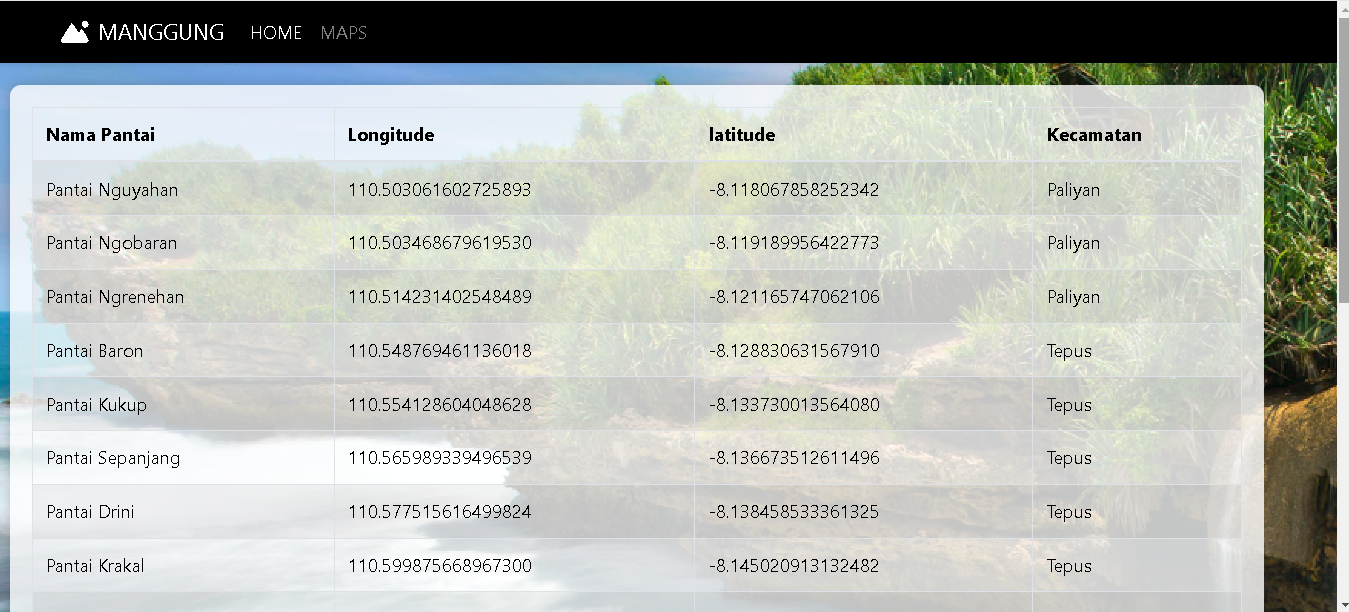 MANGGUNG HOME MAPS
Nama Pantai Longitude latitude Kecamatan
Pantai Nguyahan 110.503061602725893 -8.118067858252342 Paliyan
Pantai Ngobaran 110.503468679619530 -8.119189956422773 Paliyan
Pantai Ngrenehan 110.514231402548489 -8.121165747062106 Paliyan
Pantai Baron 110.548769461136018 -8.128830631567910 Tepus
Pantai Kukup 110.554128604048628 -8.133730013564080 Tepus
Pantai Sepanjang 110.565989339496539 -8.136673512611496 Tepus
Pantai Drini 110.577515616499824 -8.138458533361325 Tepus
Pantai Krakal 110.599875668967300 -8.145020913132482 Tepus